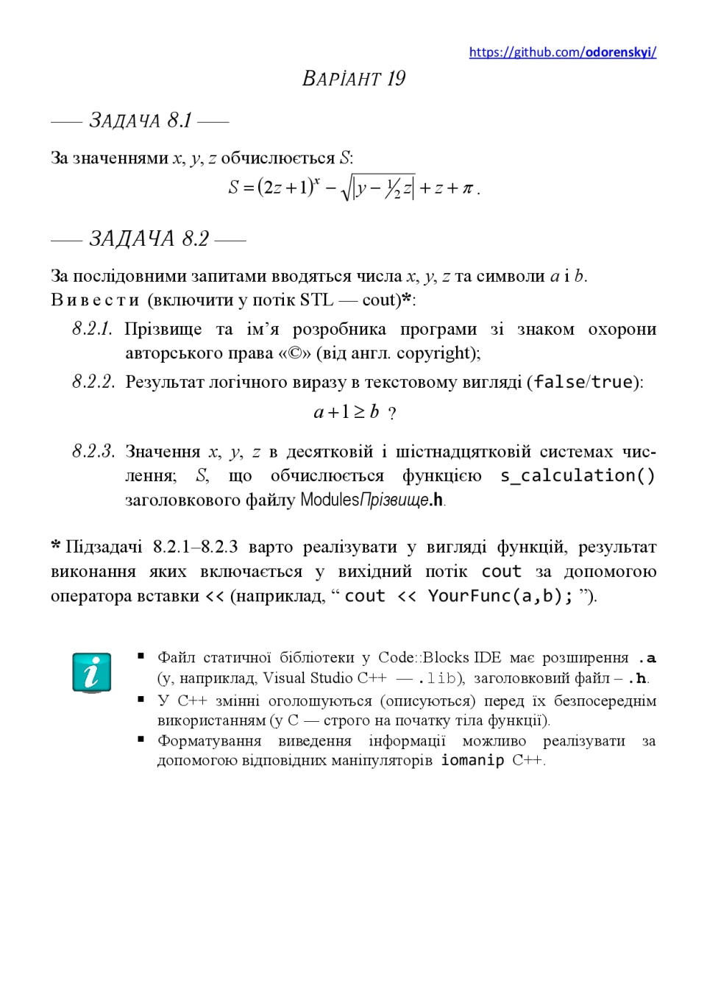 https://github.com/odorenskyi/
ВАРІАНТ 19
—— ЗАДАЧА 8.1 ——
За значеннями x, y, z обчислюється S:
S = (2z + 1)^x − √|y − ½ z| + z + π .
—— ЗАДАЧА 8.2 ——
За послідовними запитами вводяться числа x, y, z та символи a і b.
Вивести (включити у потік STL — cout)*:
8.2.1. Прізвище та ім’я розробника програми зі знаком охорони
авторського права «©» (від англ. copyright);
8.2.2. Результат логічного виразу в текстовому вигляді (false/true):
a + 1 ≥ b ?
8.2.3. Значення x, y, z в десятковій і шістнадцятковій системах чис-
лення; S, що обчислюється функцією s_calculation()
заголовкового файлу ModulesПрізвище.h.
* Підзадачі 8.2.1–8.2.3 варто реалізувати у вигляді функцій, результат
виконання яких включається у вихідний потік cout за допомогою
оператора вставки << (наприклад, “ cout << YourFunc(a,b); ”).
i
▪ Файл статичної бібліотеки у Code::Blocks IDE має розширення .a
(у, наприклад, Visual Studio C++ — .lib), заголовковий файл – .h.
▪ У C++ змінні оголошуються (описуються) перед їх безпосереднім
використанням (у C — строго на початку тіла функції).
▪ Форматування виведення інформації можливо реалізувати за
допомогою відповідних маніпуляторів iomanip C++.